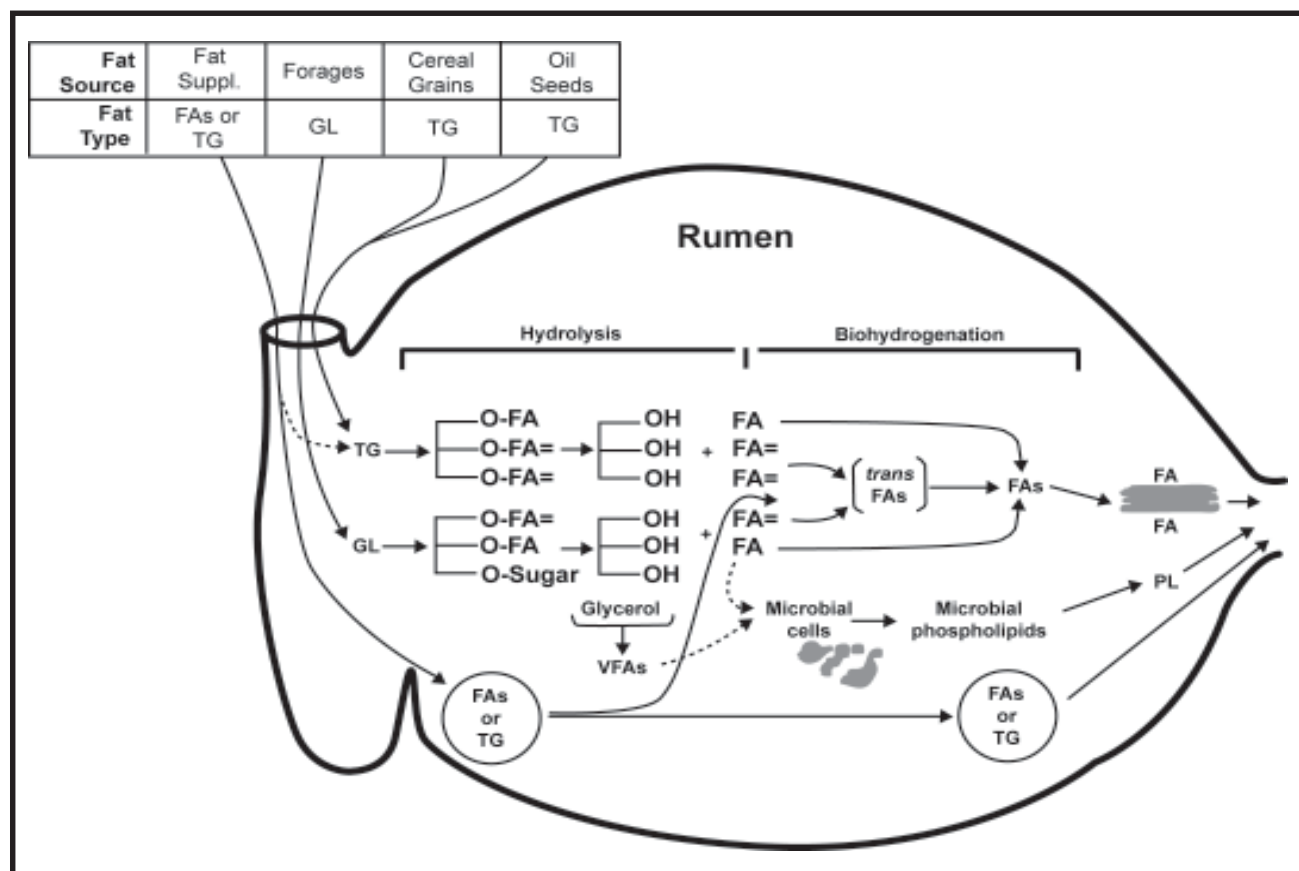 Fat Source
Fat Suppl.
Forages
Cereal Grains
Oil Seeds
Fat Type
FAs or TG
GL
TG
TG
Rumen
Hydrolysis
Biohydrogenation
TG
O-FA
O-FA=
O-FA=
OH
OH
OH
+
FA
FA=
FA=
GL
O-FA=
O-FA
O-Sugar
OH
OH
OH
+
FA=
FA
trans
FAs
FAs
FA
FA
Glycerol
VFAs
Microbial
cells
Microbial
phospholipids
PL
FAs
or
TG
FAs
or
TG